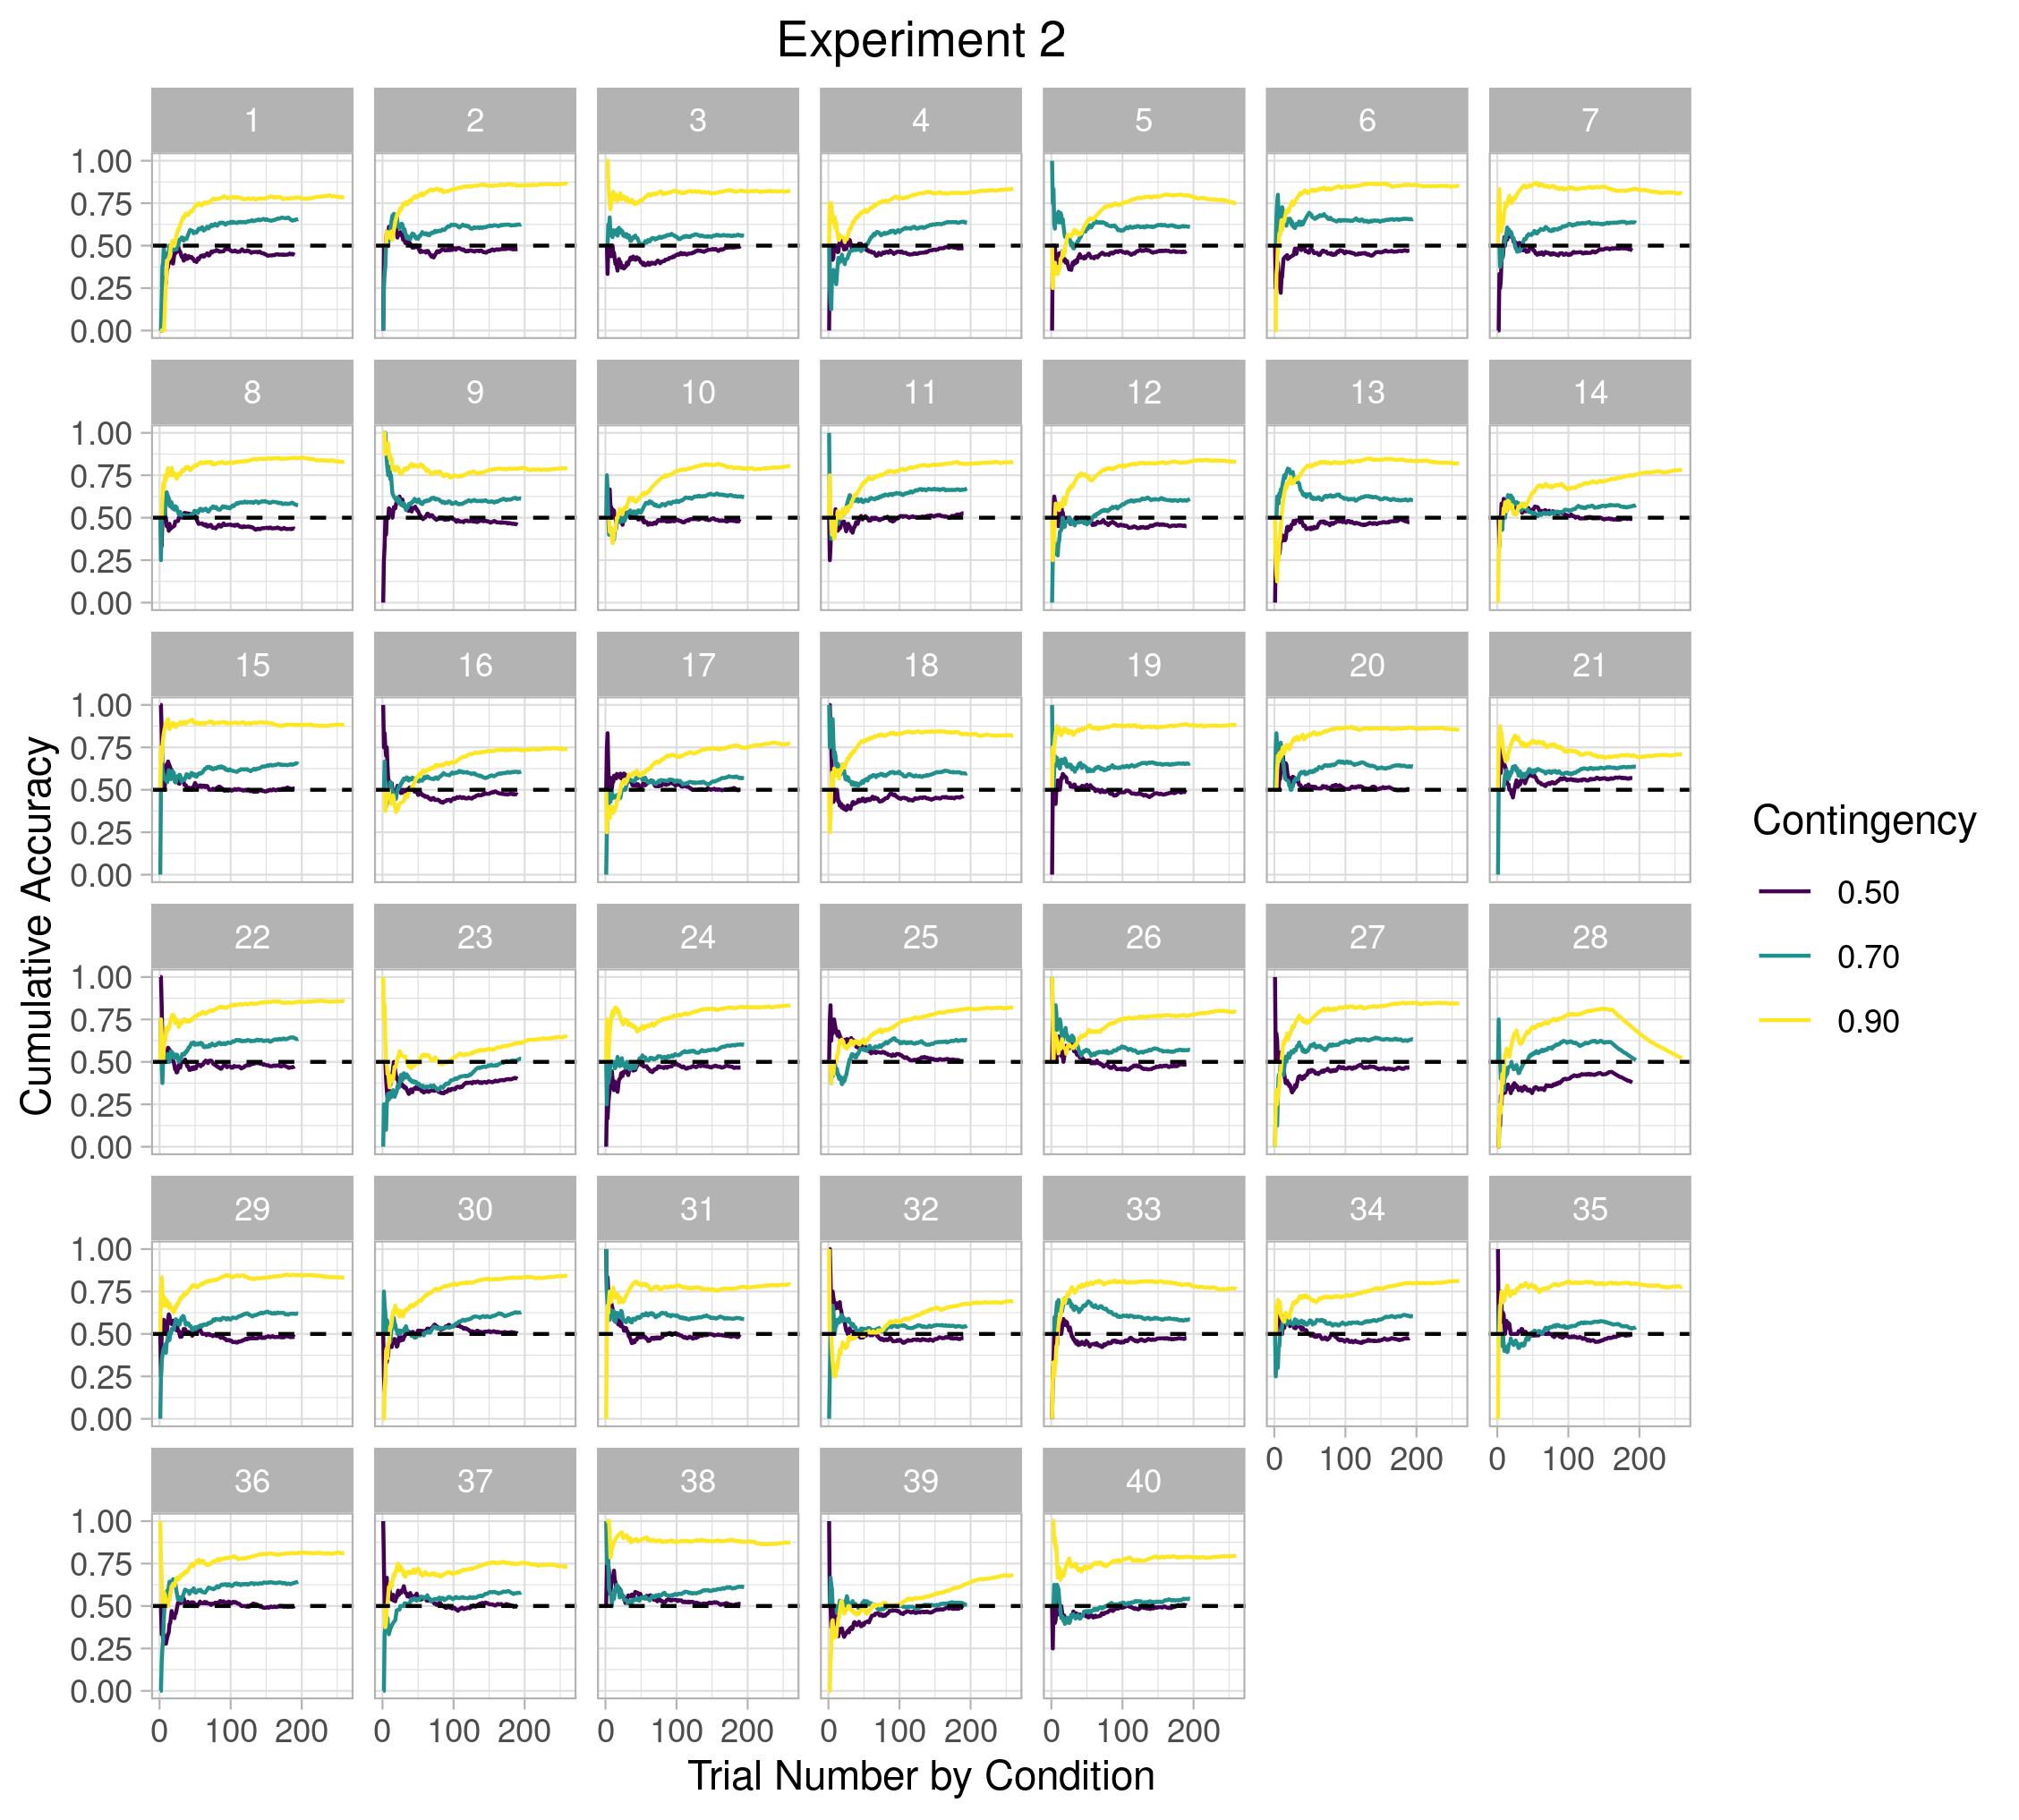 Experiment 2
1 2 3 4 5 6 7
1.00
0.75
0.50
0.25
0.00
8 9 10 11 12 13 14
1.00
0.75
0.50
0.25
0.00
15 16 17 18 19 20 21
1.00
0.75
0.50
0.25
0.00
22 23 24 25 26 27 28
1.00
0.75
0.50
0.25
0.00
29 30 31 32 33 34 35
1.00
0.75
0.50
0.25
0.00
0 100 200 0 100 200
36 37 38 39 40
1.00
0.75
0.50
0.25
0.00
0 100 200 0 100 200 0 100 200 0 100 200 0 100 200
Trial Number by Condition
Cumulative Accuracy
Contingency
0.50
0.70
0.90